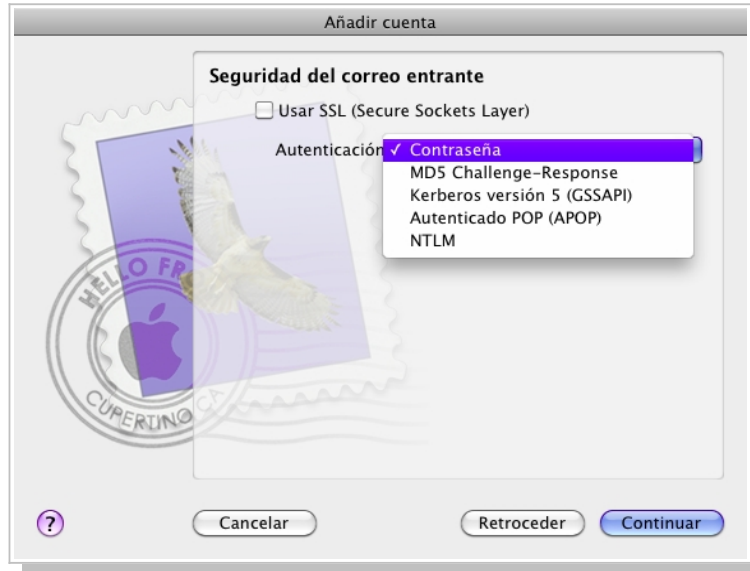 Añadir cuenta
Seguridad del correo entrante
Usar SSL (Secure Sockets Layer)
Autenticación
✓ Contraseña
MD5 Challenge-Response
Kerberos versión 5 (GSSAPI)
Autenticado POP (APOP)
NTLM
HELLO FR
CUPERTINO CA
?
Cancelar
Retroceder
Continuar